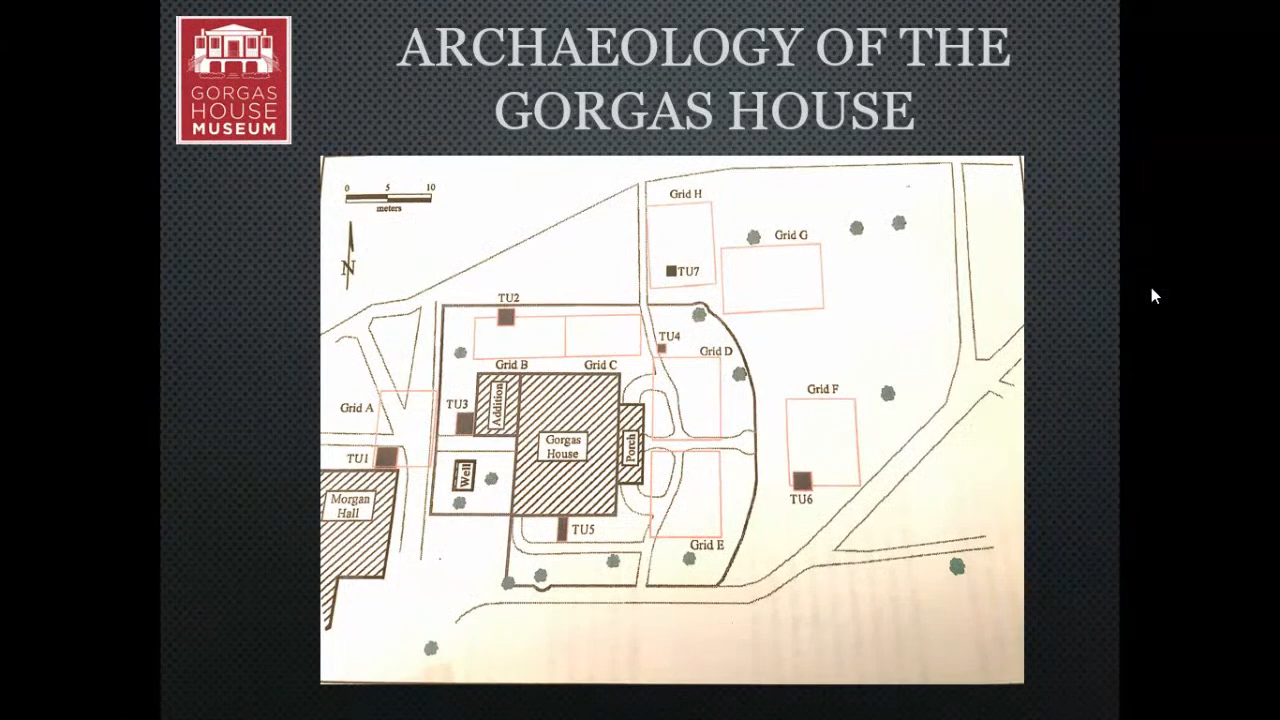 GORGAS
HOUSE
MUSEUM
ARCHAEOLOGY OF THE
GORGAS HOUSE
0 5 10
meters
N
Grid H
Grid G
TU7
TU2
TU4
Grid D
Grid B
Grid C
Grid F
Addition
TU3
Grid A
Gorgas
House
Porch
TU1
Well
Morgan
Hall
TU6
TU5
Grid E